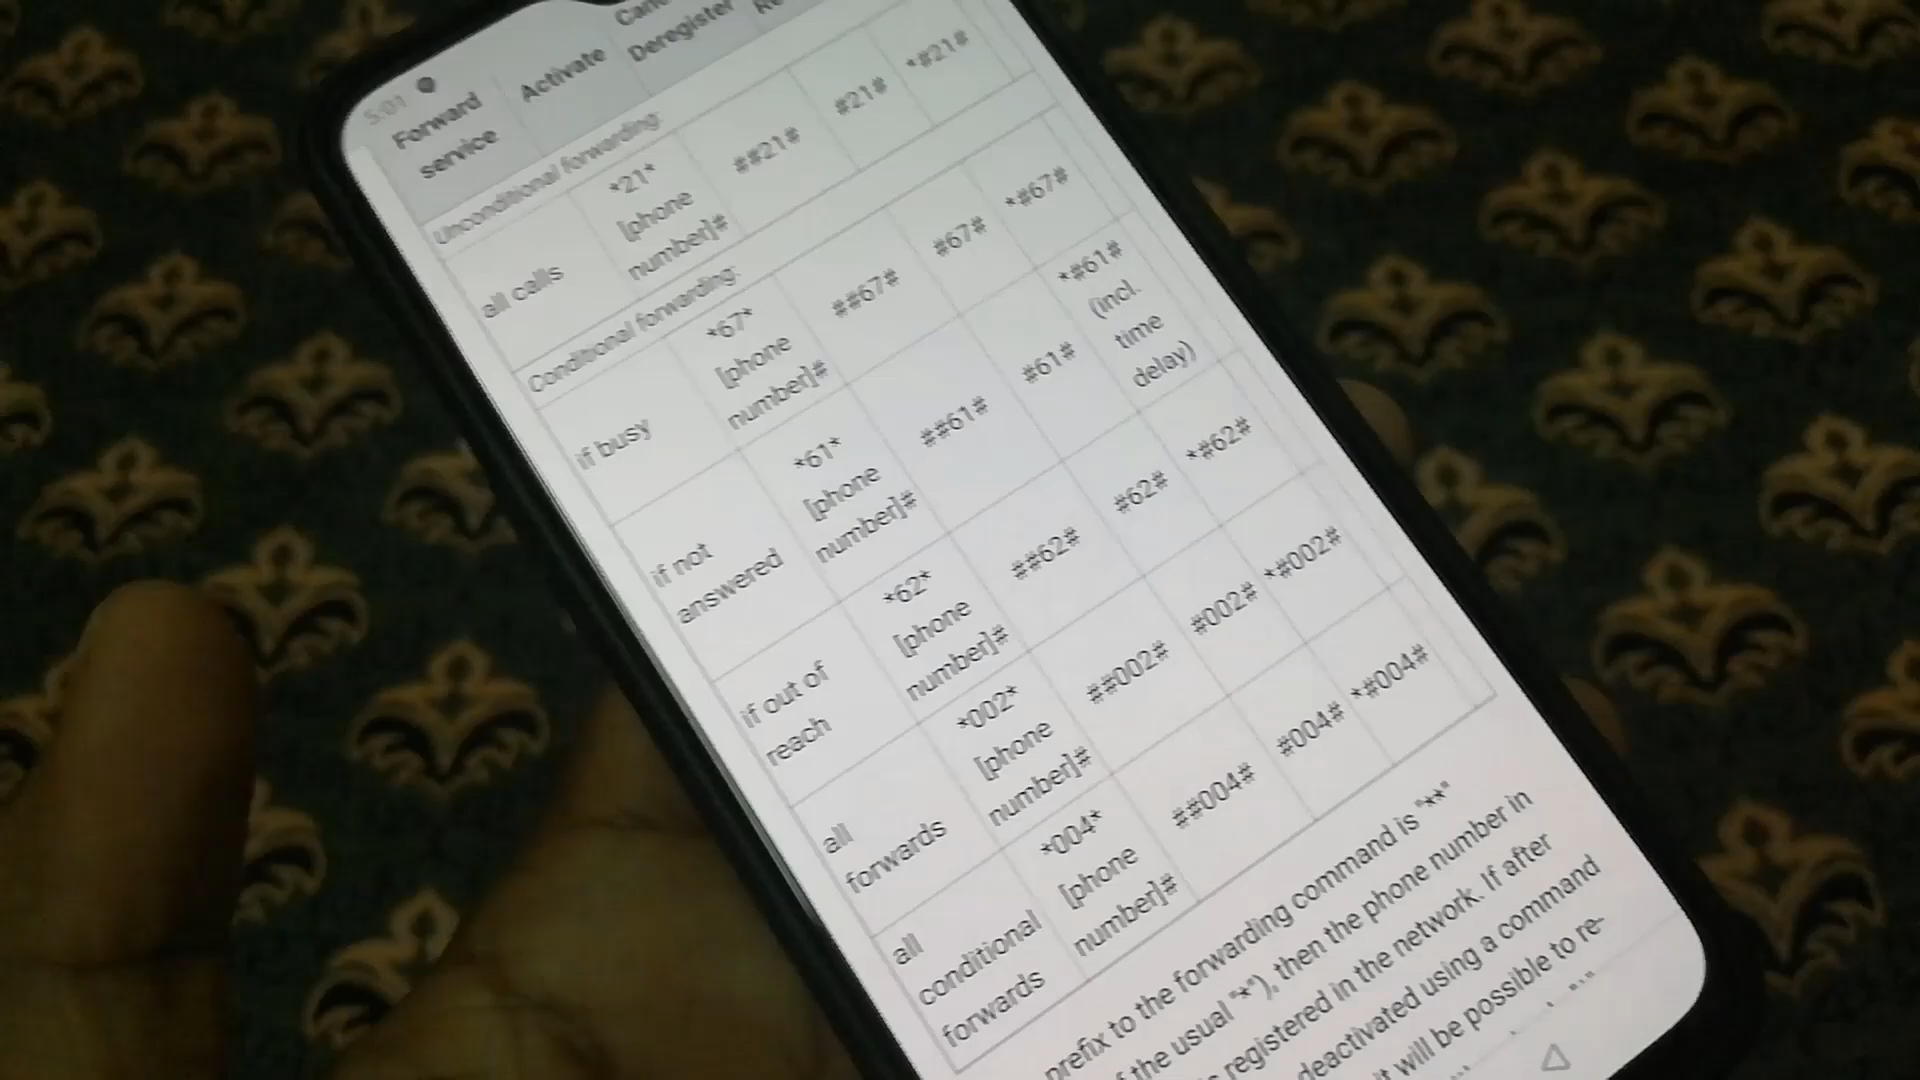 5:01
Forward
service
Activate
Deregister
Unconditional forwarding:
all calls
*21*
[phone
number]#
##21#
#21#
*#21#
Conditional forwarding:
if busy
*67*
[phone
number]#
##67#
#67#
*#67#
if not
answered
*61*
[phone
number]#
##61#
#61#
*#61#
(incl.
time
delay)
if out of
reach
*62*
[phone
number]#
##62#
#62#
*#62#
all
forwards
*002*
[phone
number]#
##002#
#002#
*#002#
all
conditional
forwards
*004*
[phone
number]#
##004#
#004#
*#004#
prefix to the forwarding command is "**"
the usual "*"), then the phone number in
registered in the network. If after
deactivated using a command
it will be possible to re-